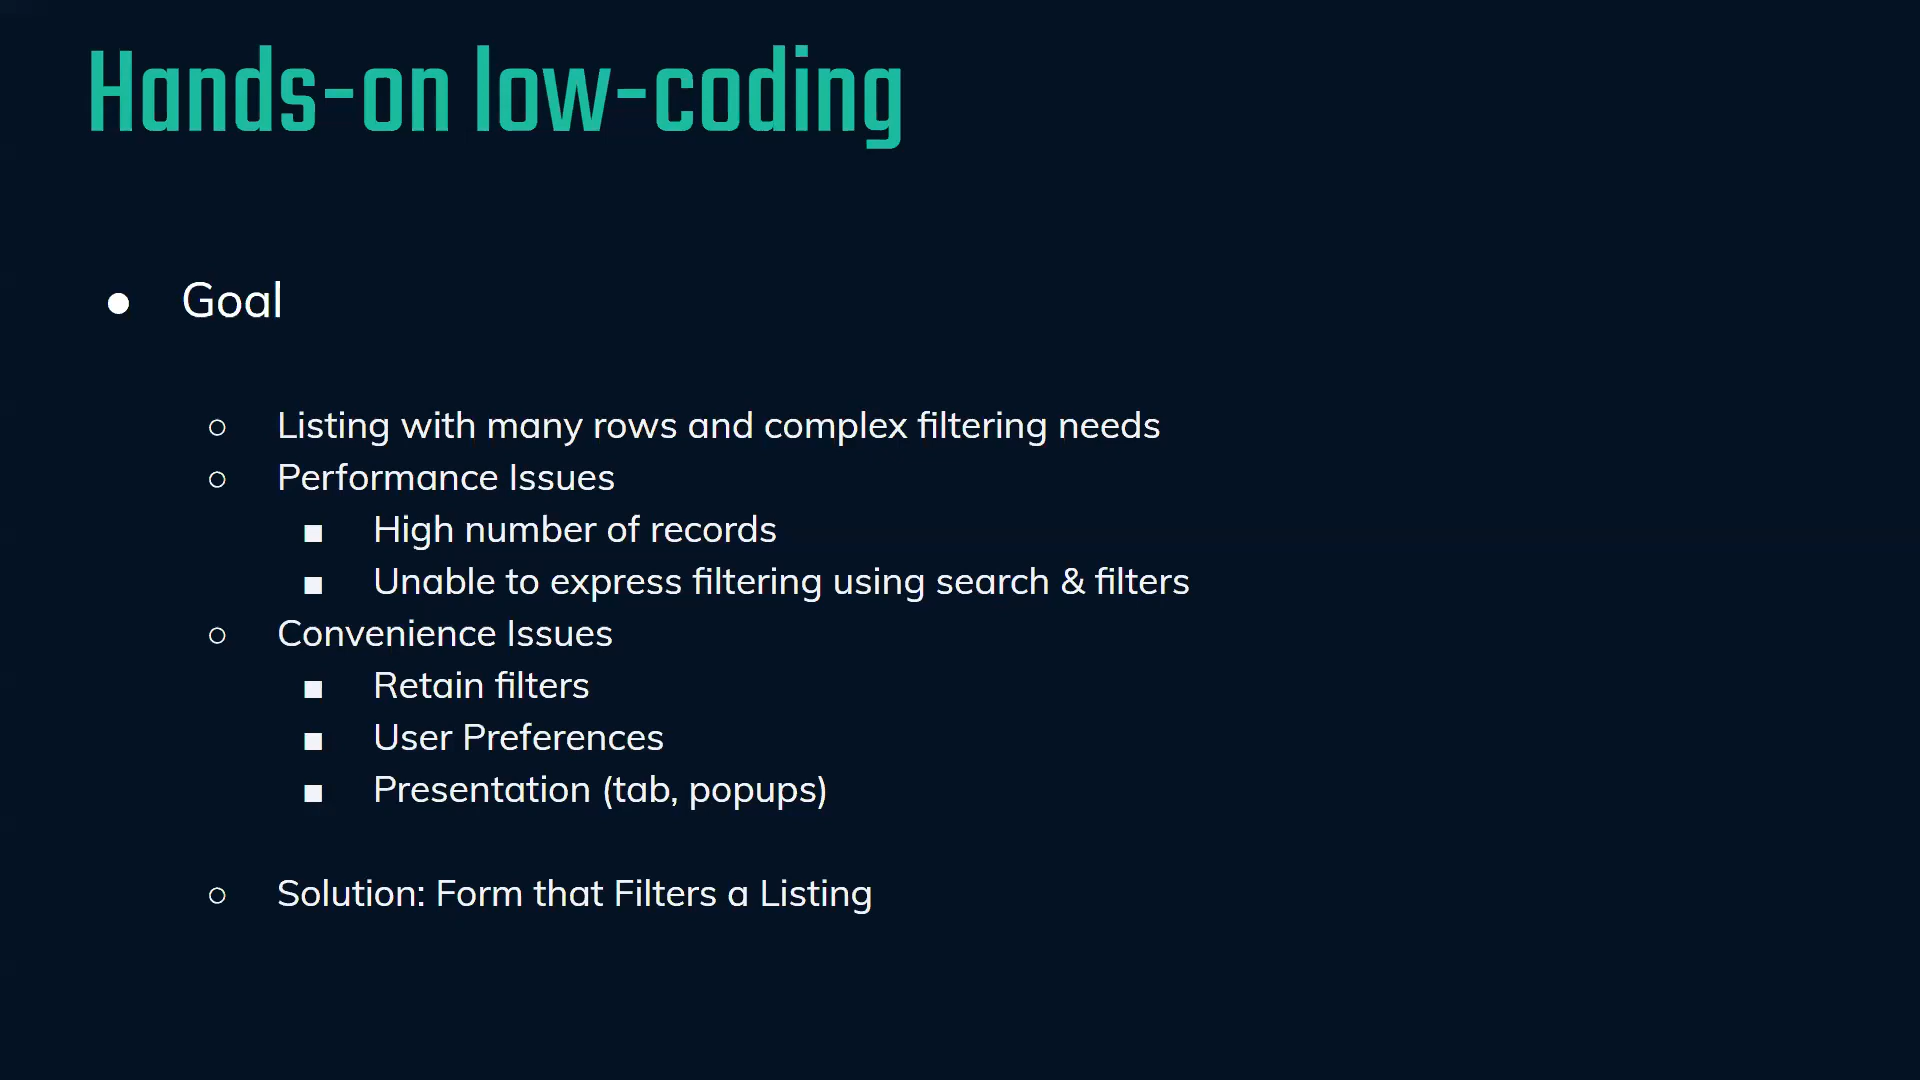 Hands-on low-coding
● Goal
○ Listing with many rows and complex filtering needs
○ Performance Issues
■ High number of records
■ Unable to express filtering using search & filters
○ Convenience Issues
■ Retain filters
■ User Preferences
■ Presentation (tab, popups)
○ Solution: Form that Filters a Listing